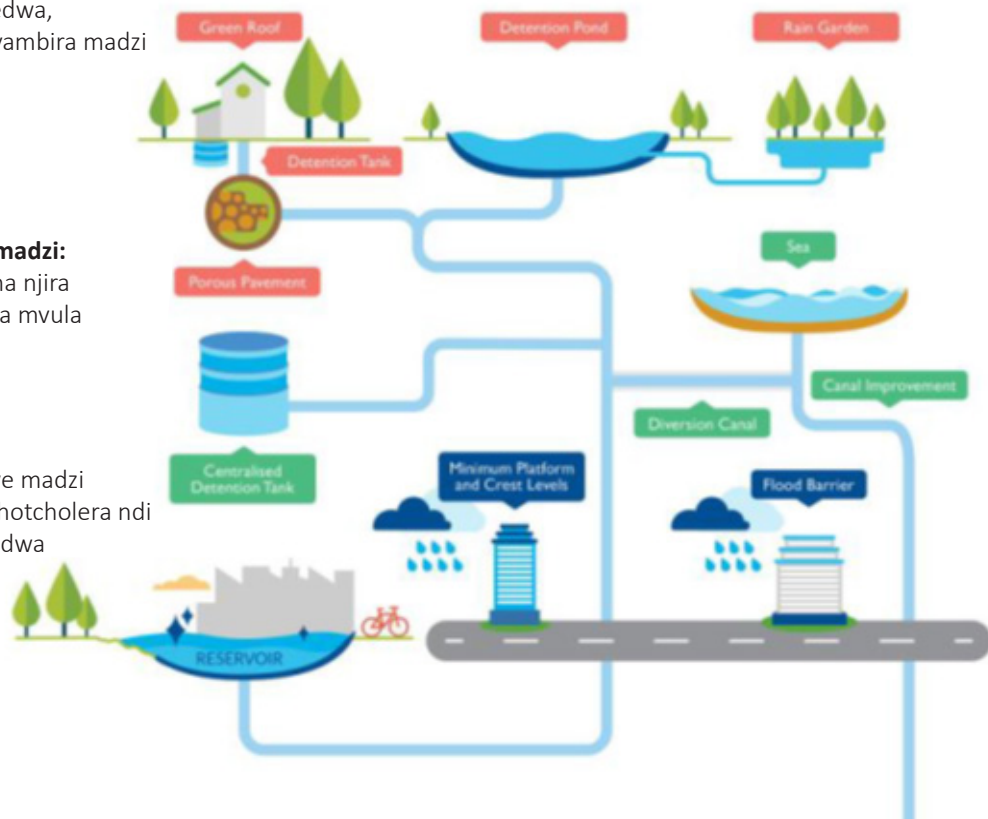 edwa,
vambira madzi
madzi:
na njira
a mvula
e madzi
hotcholera ndi
dwa
Green Roof
Detention Pond
Rain Garden
Detention Tank
Porous Pavement
Sea
Canal Improvement
Diversion Canal
Centralised
Detention Tank
Minimum Platform
and Crest Levels
Flood Barrier
RESERVOIR